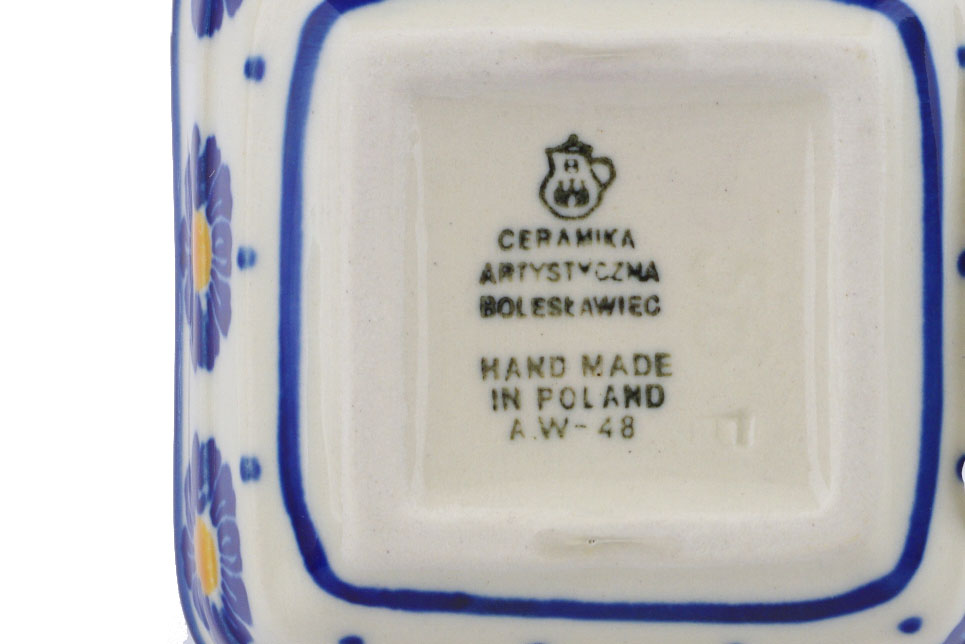 CERAMIKA
ARTYSTYCZNA
BOLESŁAWIEC
HAND MADE
IN POLAND
A.W-48